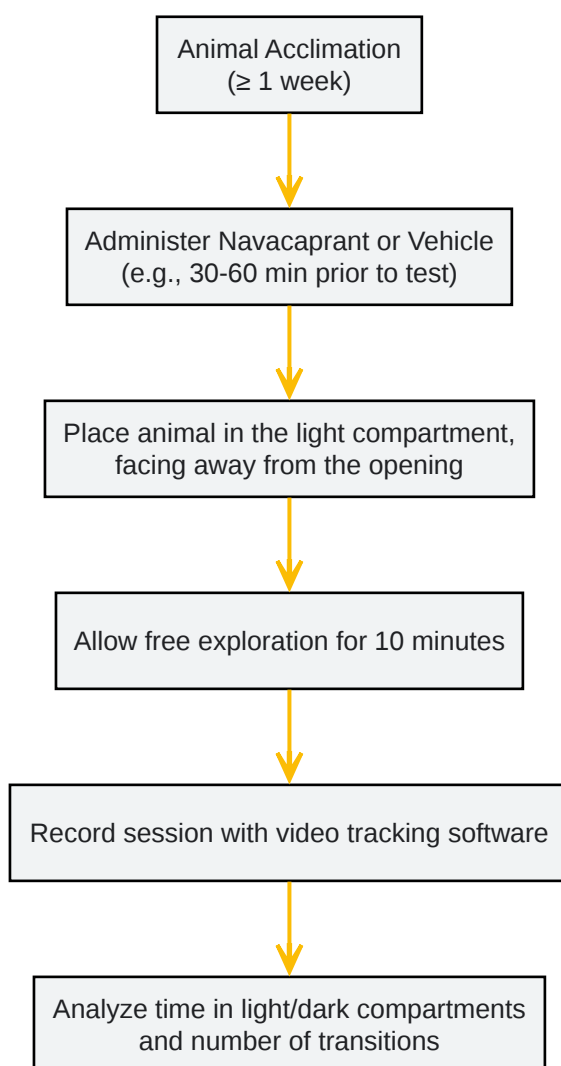 Animal Acclimation
(≥ 1 week)
Administer Navacaprant or Vehicle
(e.g., 30-60 min prior to test)
Place animal in the light compartment,
facing away from the opening
Allow free exploration for 10 minutes
Record session with video tracking software
Analyze time in light/dark compartments
and number of transitions